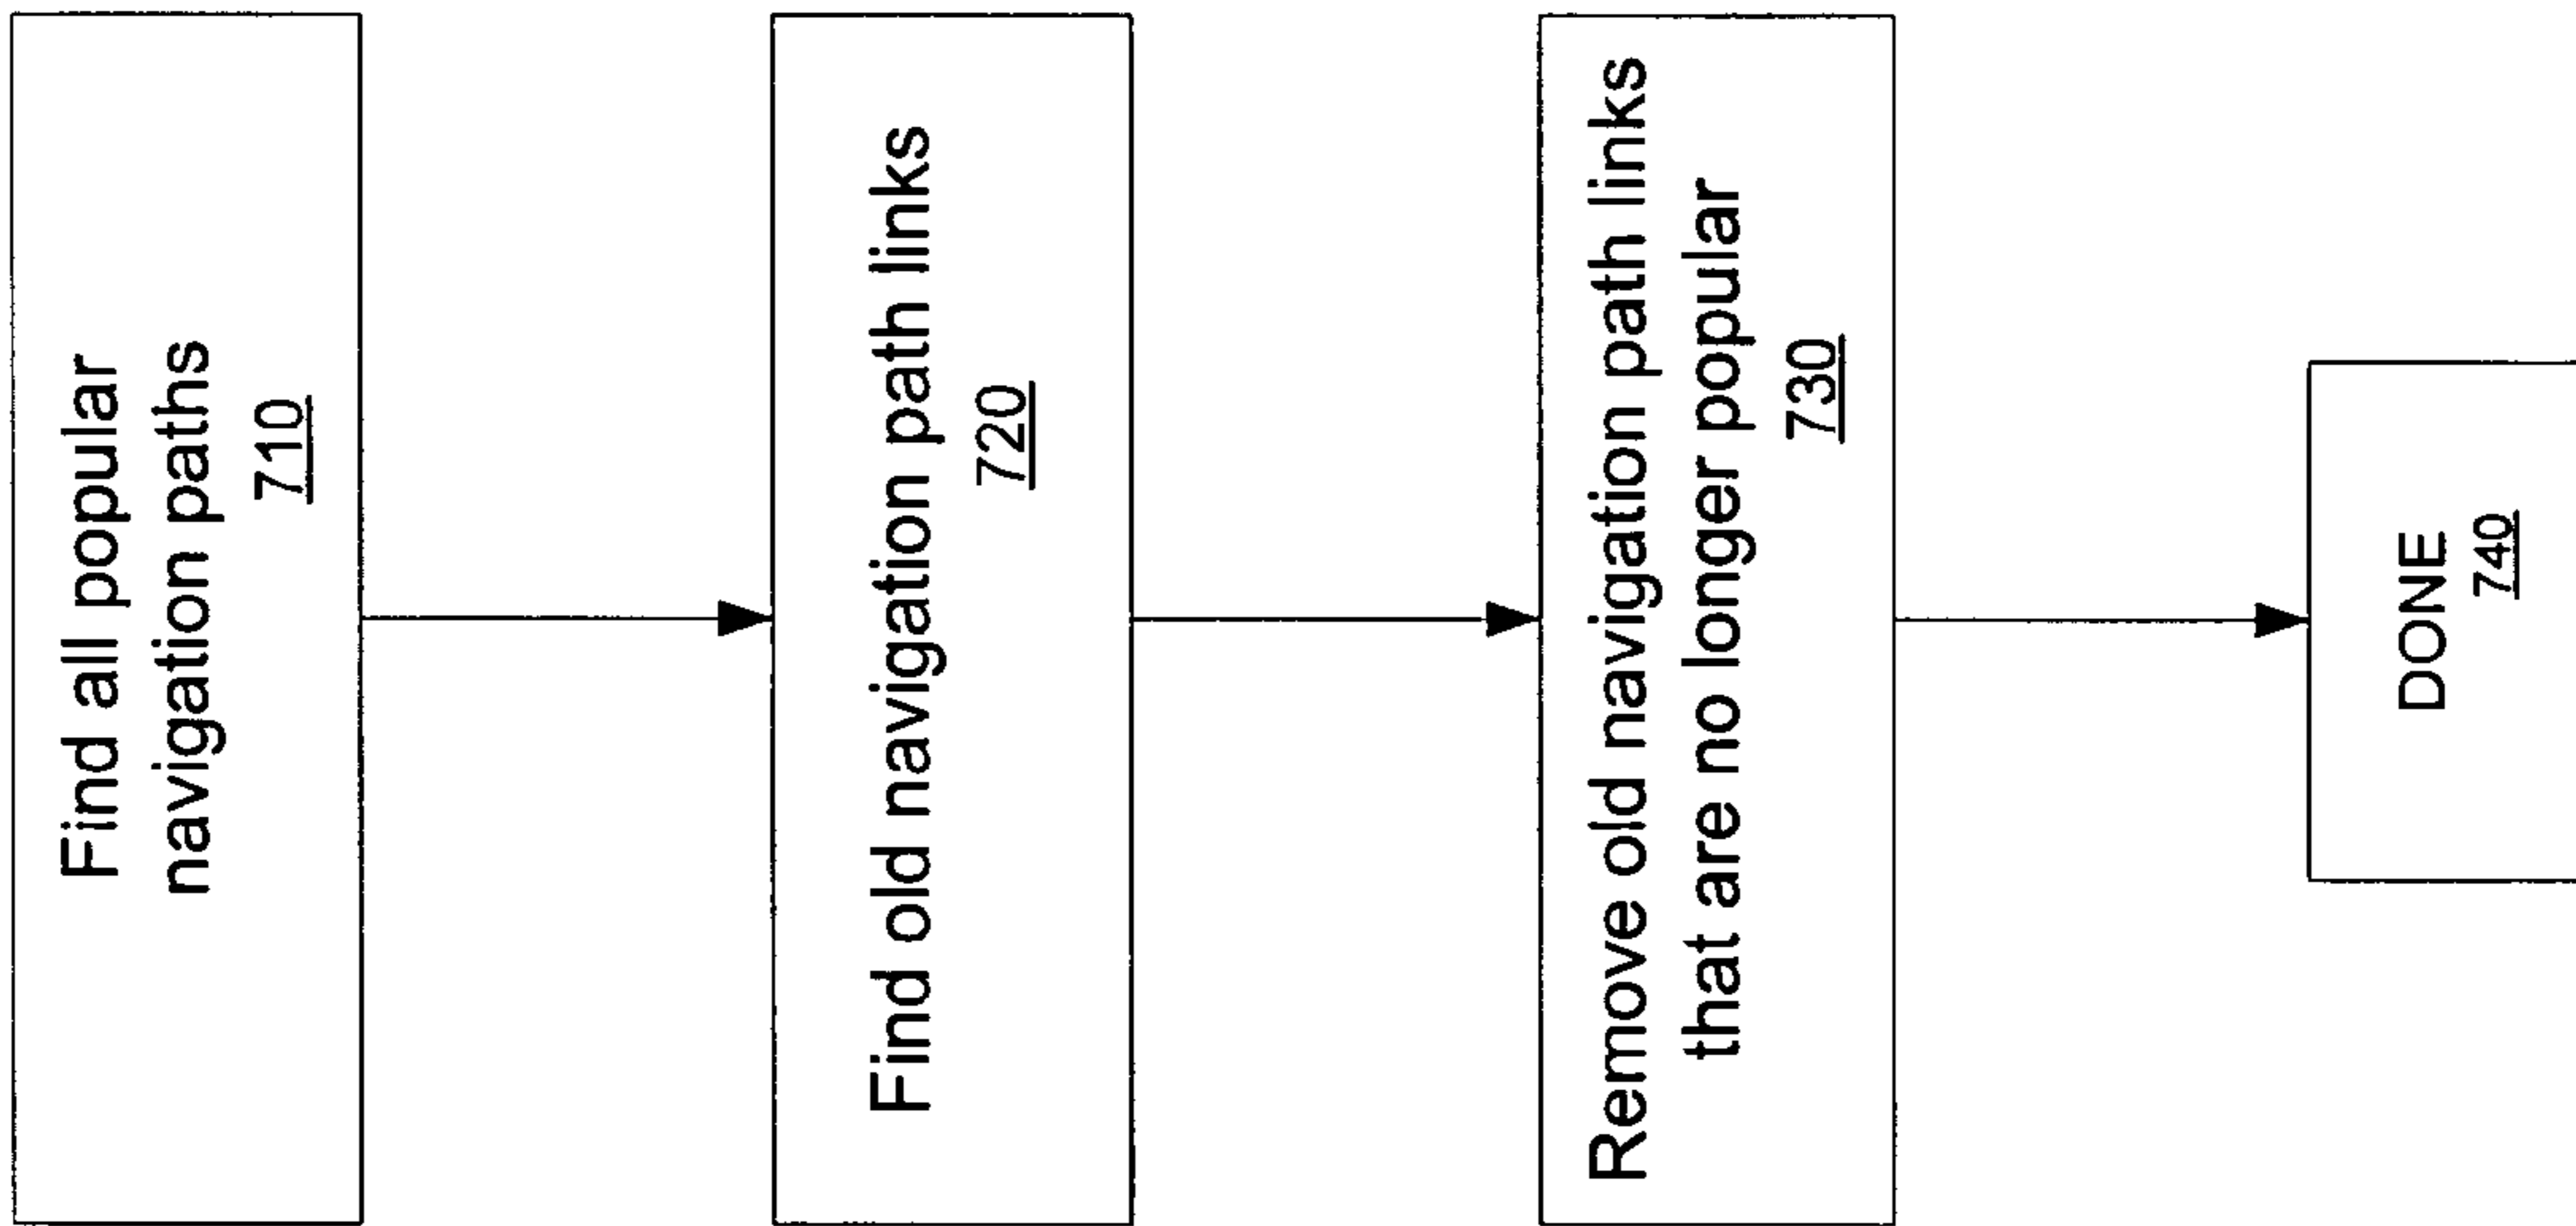 Find all popular
navigation paths
710
Find old navigation path links
720
Remove old navigation path links
that are no longer popular
730
DONE
740